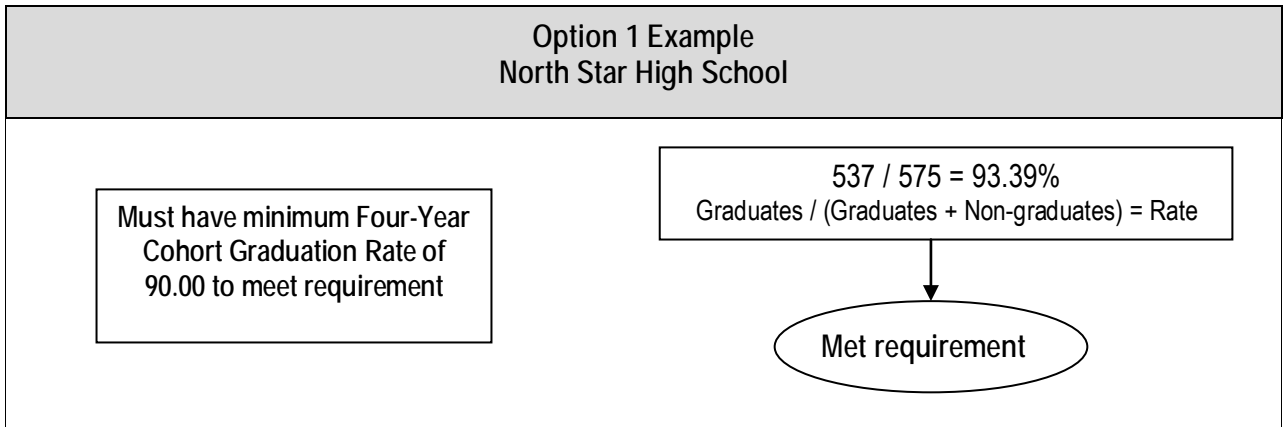 Option 1 Example
North Star High School
Must have minimum Four-Year
Cohort Graduation Rate of
90.00 to meet requirement
537 / 575 = 93.39%
Graduates / (Graduates + Non-graduates) = Rate
Met requirement